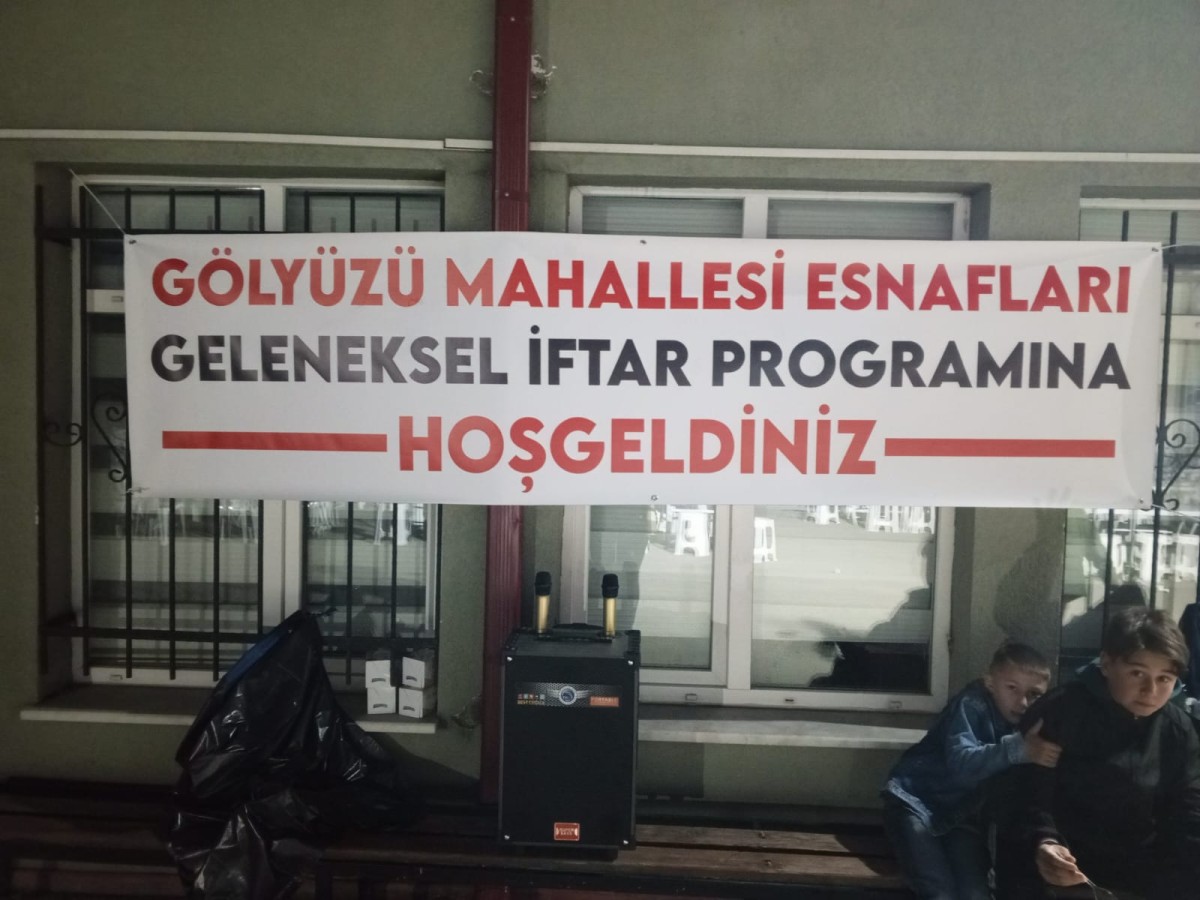 GÖLYÜZÜ MAHALLESİ ESNAFLARI
GELENEKSEL İFTAR PROGRAMINA
HOŞGELDİNİZ